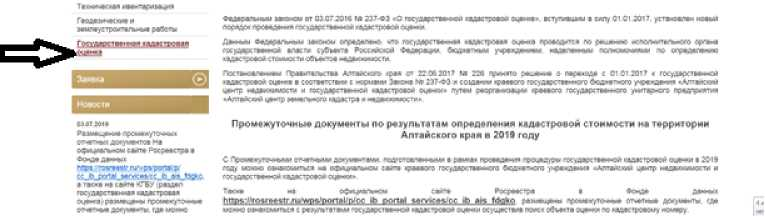 Техническая инвентаризация
Геодезические и
землеустроительные работы
Государственная кадастровая
оценка
Заявка
Новости
03.07.2019
Размещение промежуточных
отчетных документов На
официальном сайте Росреестра в
Фонде данных
https://rosreestr.ru/wps/portal/p/
cc_ib_portal_services/cc_ib_ais_fdgko,
а также на сайте КГБУ (раздел
государственная кадастровая
оценка) размещены промежуточные
отчетные документы, где можно
Федеральным законом от 03.07.2016 № 237-ФЗ «О государственной кадастровой оценке», вступившим в силу 01.01.2017, установлен новый
порядок проведения государственной кадастровой оценки.
Данным Федеральным законом определено, что государственная кадастровая оценка проводится по решению исполнительного органа
государственной власти субъекта Российской Федерации, бюджетным учреждением, наделенным полномочиями по определению
кадастровой стоимости объектов недвижимости.
Постановлением Правительства Алтайского края от 22.06.2017 № 226 принято решение о переходе с 01.01.2017 к государственной
кадастровой оценке в соответствии с нормами Закона № 237-ФЗ и создании краевого государственного бюджетного учреждения «Алтайский
центр недвижимости и государственной кадастровой оценки» путем реорганизации краевого государственного унитарного предприятия
«Алтайский центр земельного кадастра и недвижимости».
Промежуточные документы по результатам определения кадастровой стоимости на территории
Алтайского края в 2019 году
С Промежуточными документами, подготовленными в рамках проведения процедуры государственной кадастровой оценки в 2019
году можно ознакомиться на официальном сайте краевого государственного бюджетного учреждения «Алтайский центр недвижимости и
государственной кадастровой оценки».
Также на официальном сайте Росреестра в Фонде данных
https://rosreestr.ru/wps/portal/p/cc_ib_portal_services/cc_ib_ais_fdgko, размещены промежуточные отчетные документы, где
можно ознакомиться с результатами государственной кадастровой оценки осуществив поиск объекта оценки по кадастровому номеру.